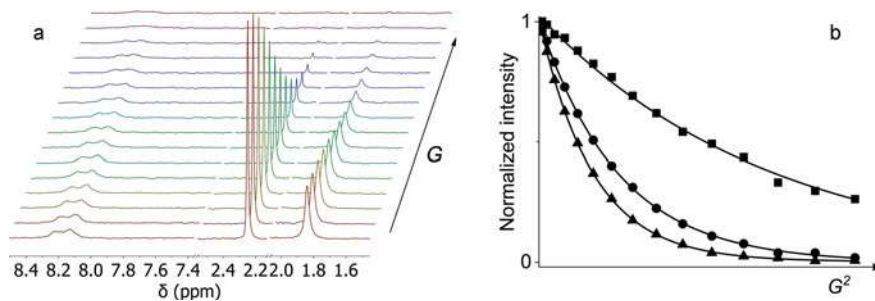 a
G
8.4 8.2 8.0 7.8 7.6 7.4 2.4 2.2 2.0 1.8 1.6
δ (ppm)
b
1
Normalized intensity
0
G²